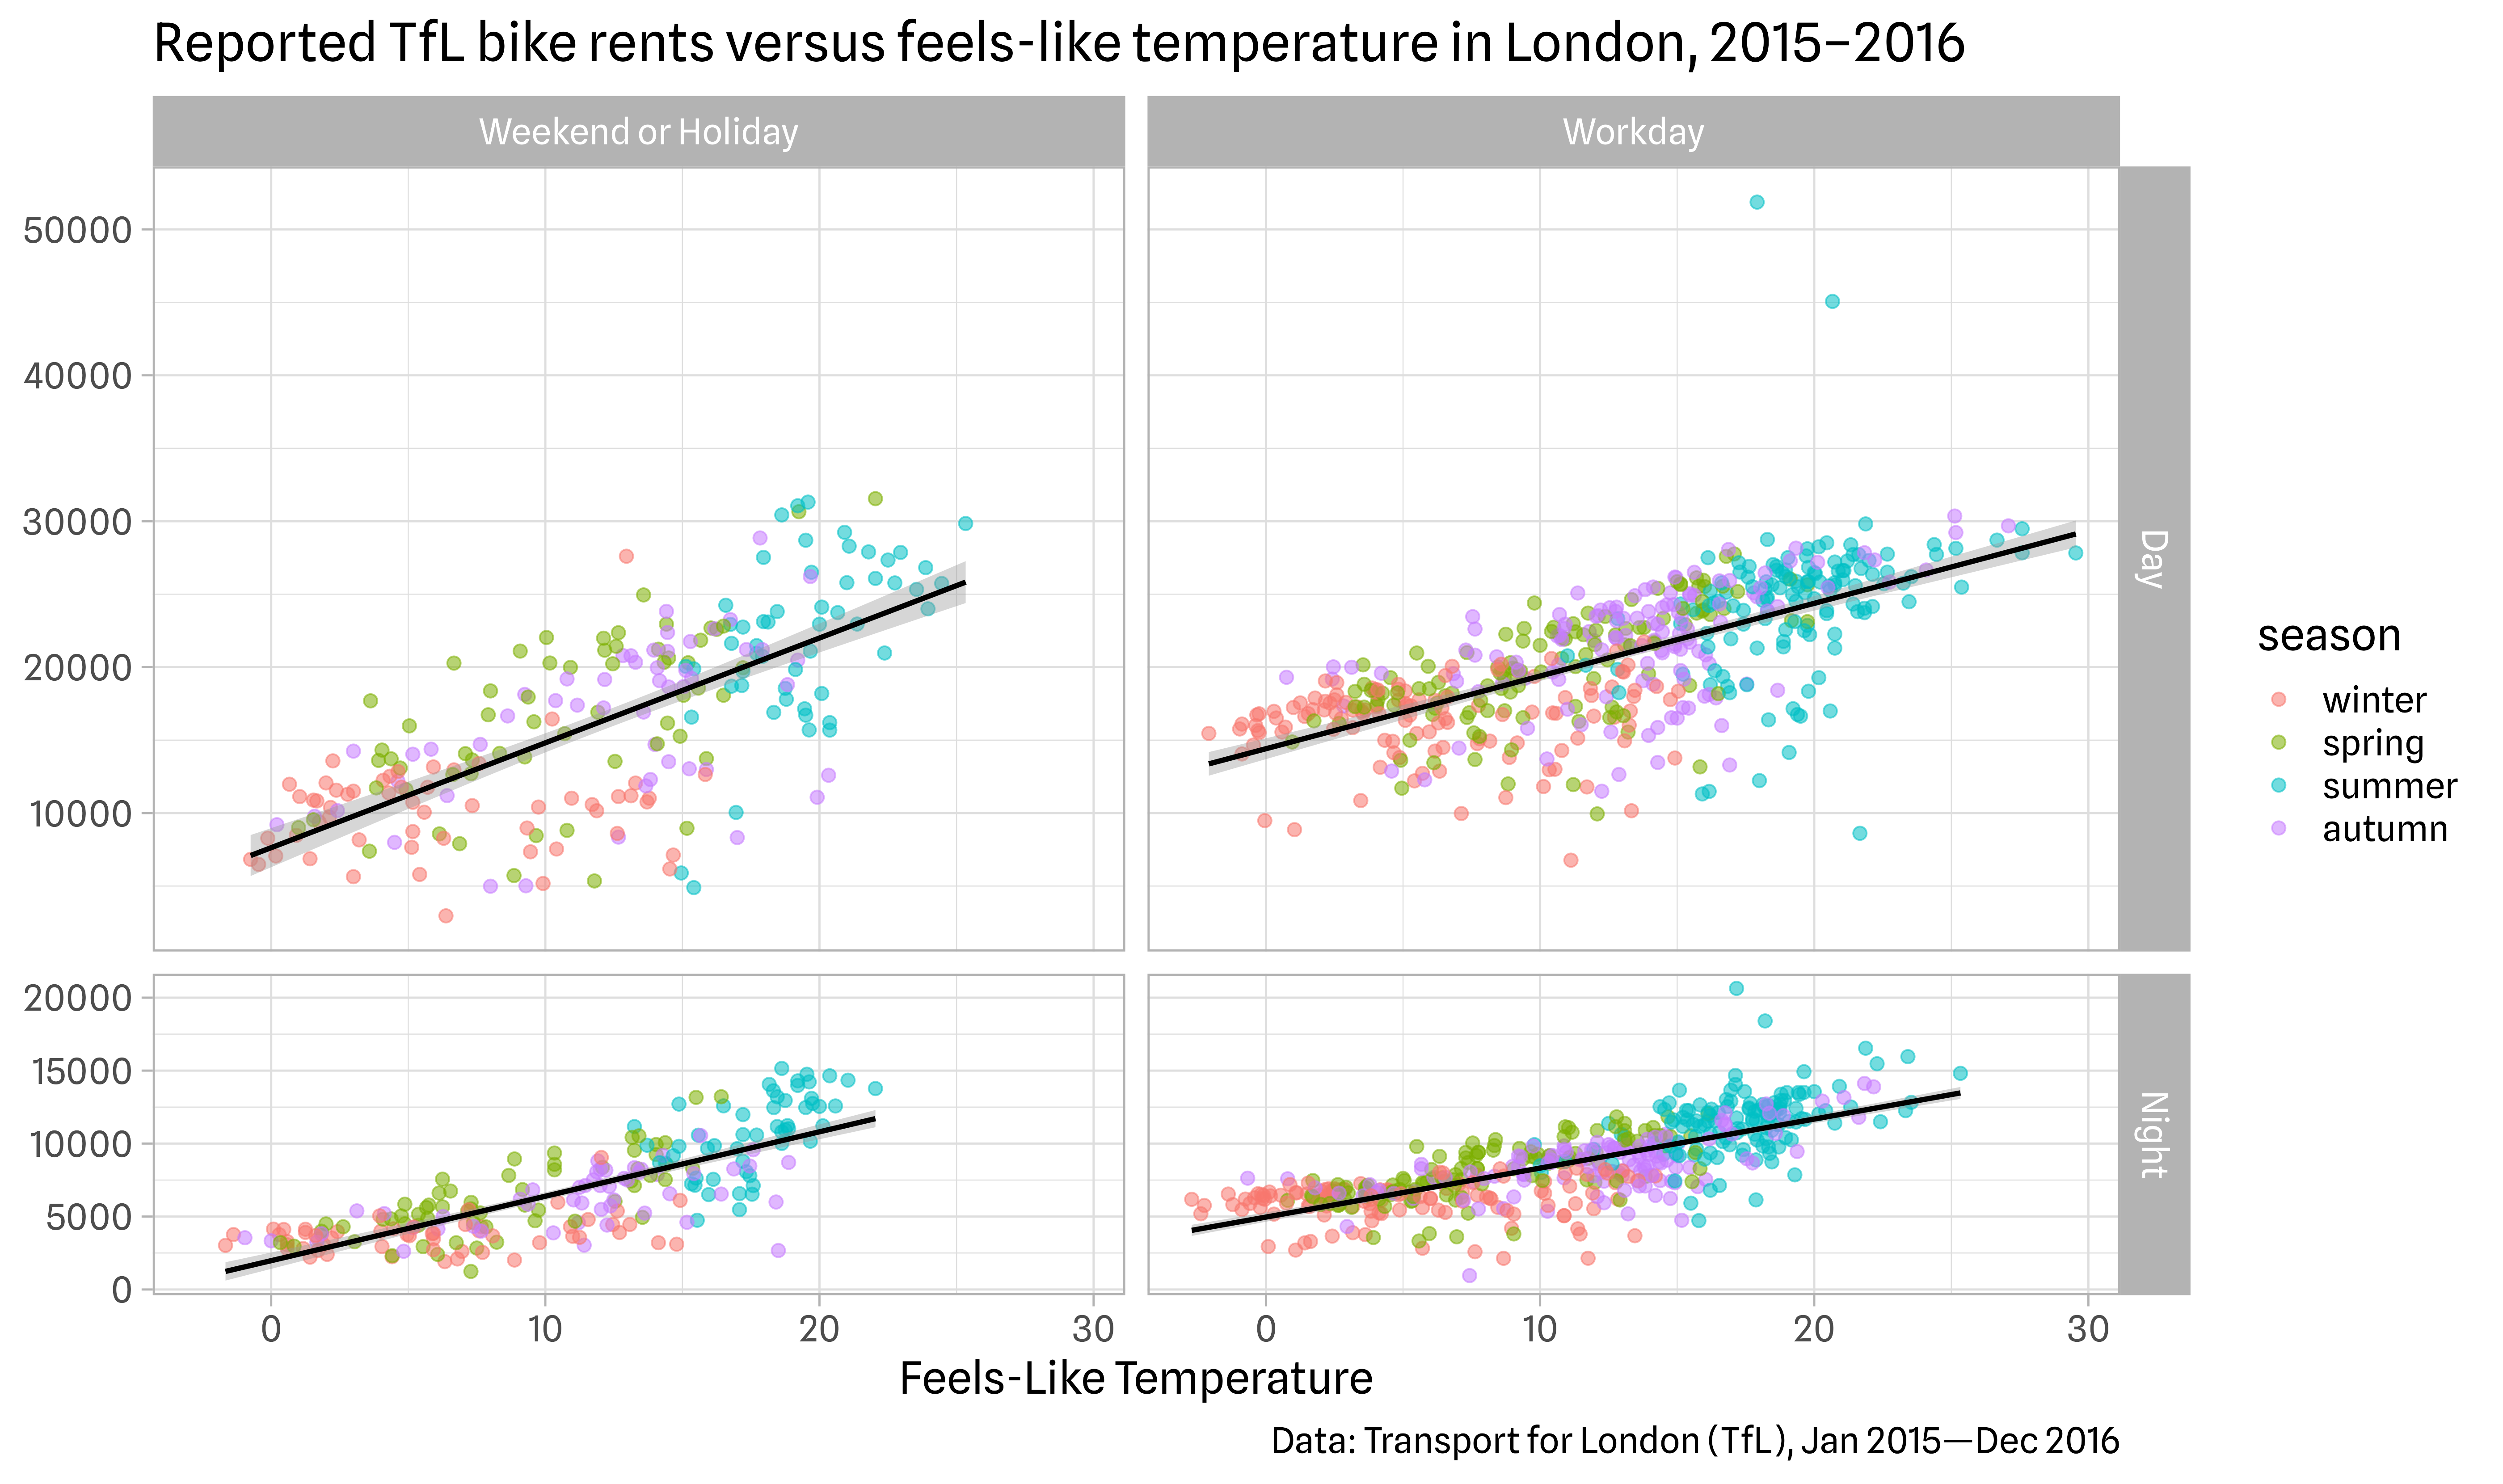 Reported TfL bike rents versus feels-like temperature in London, 2015–2016
Weekend or Holiday
Workday
50000
40000
30000
20000
10000
Day
20000
15000
10000
5000
0
Night
0 10 20 30
0 10 20 30
Feels-Like Temperature
season
winter
spring
summer
autumn
Data: Transport for London (TfL), Jan 2015—Dec 2016